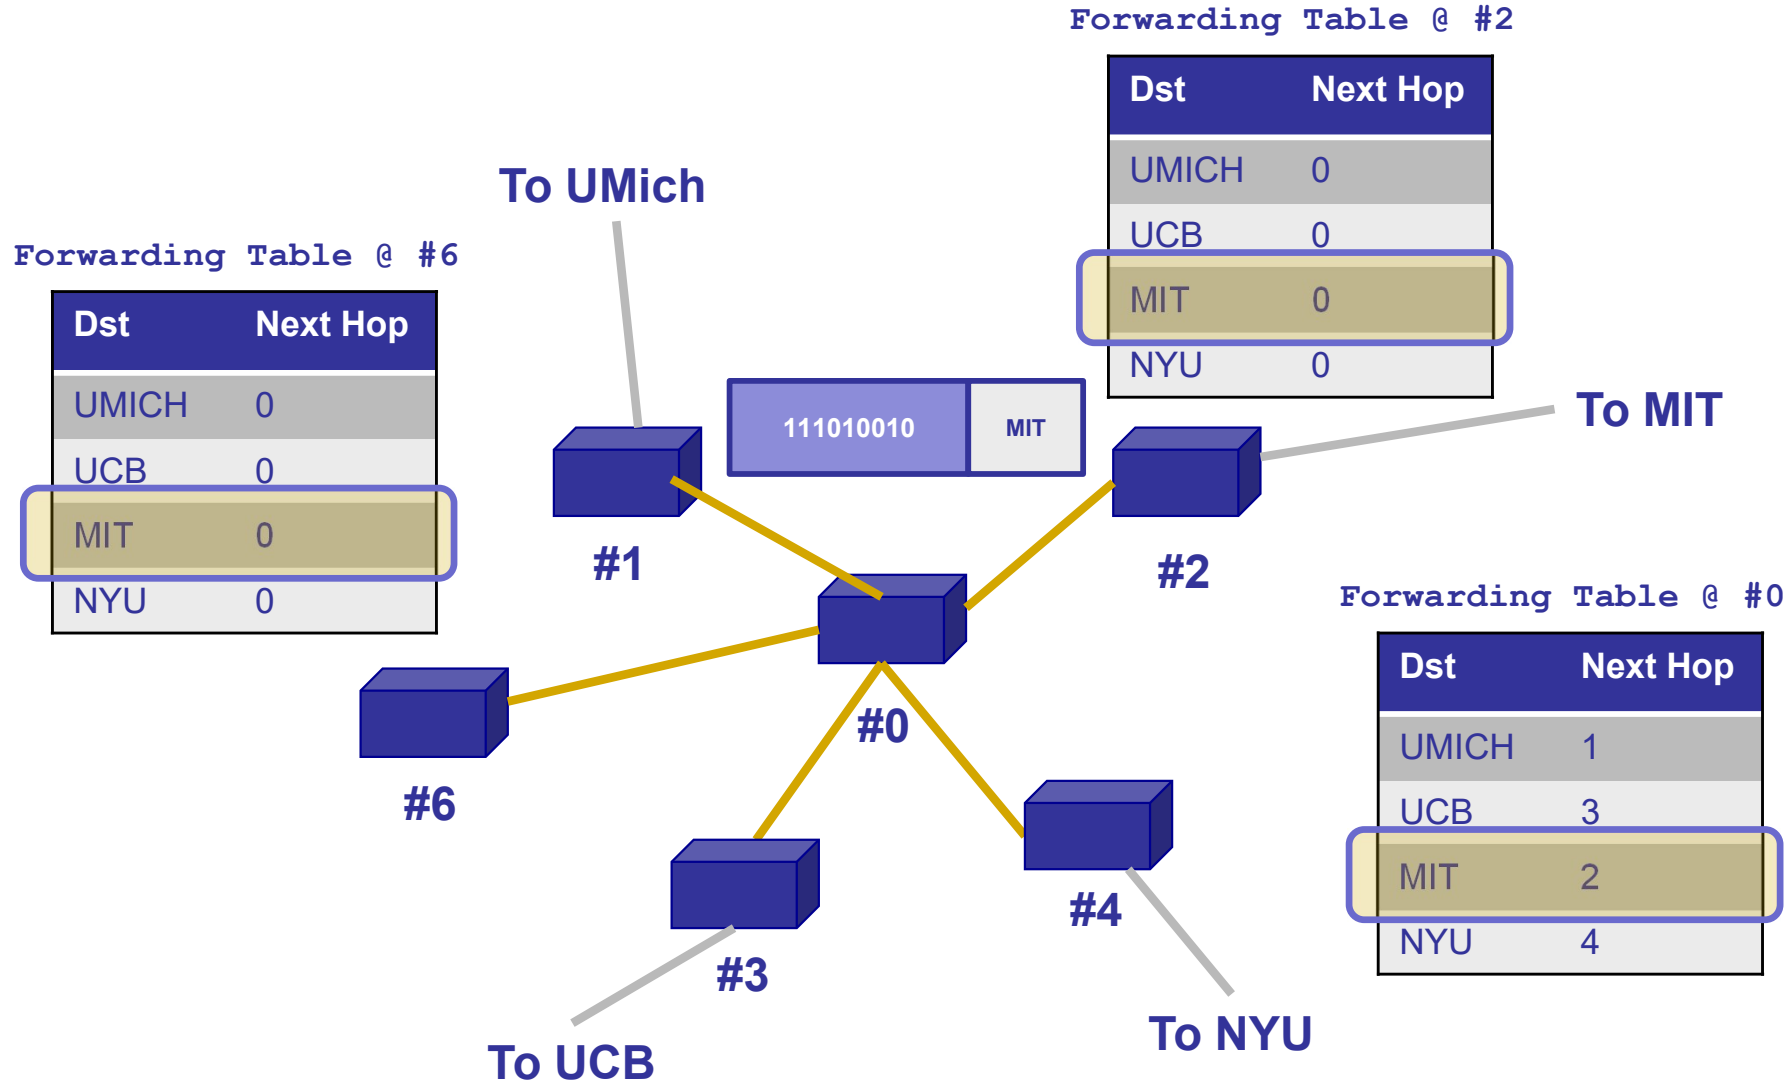 Forwarding Table @ #2
Dst Next Hop
UMICH 0
UCB 0
MIT 0
NYU 0
To UMich
Forwarding Table @ #6
Dst Next Hop
UMICH 0
UCB 0
MIT 0
NYU 0
111010010 MIT
To MIT
#1
#2
#0
#6
#3
#4
Forwarding Table @ #0
Dst Next Hop
UMICH 1
UCB 3
MIT 2
NYU 4
To UCB
To NYU